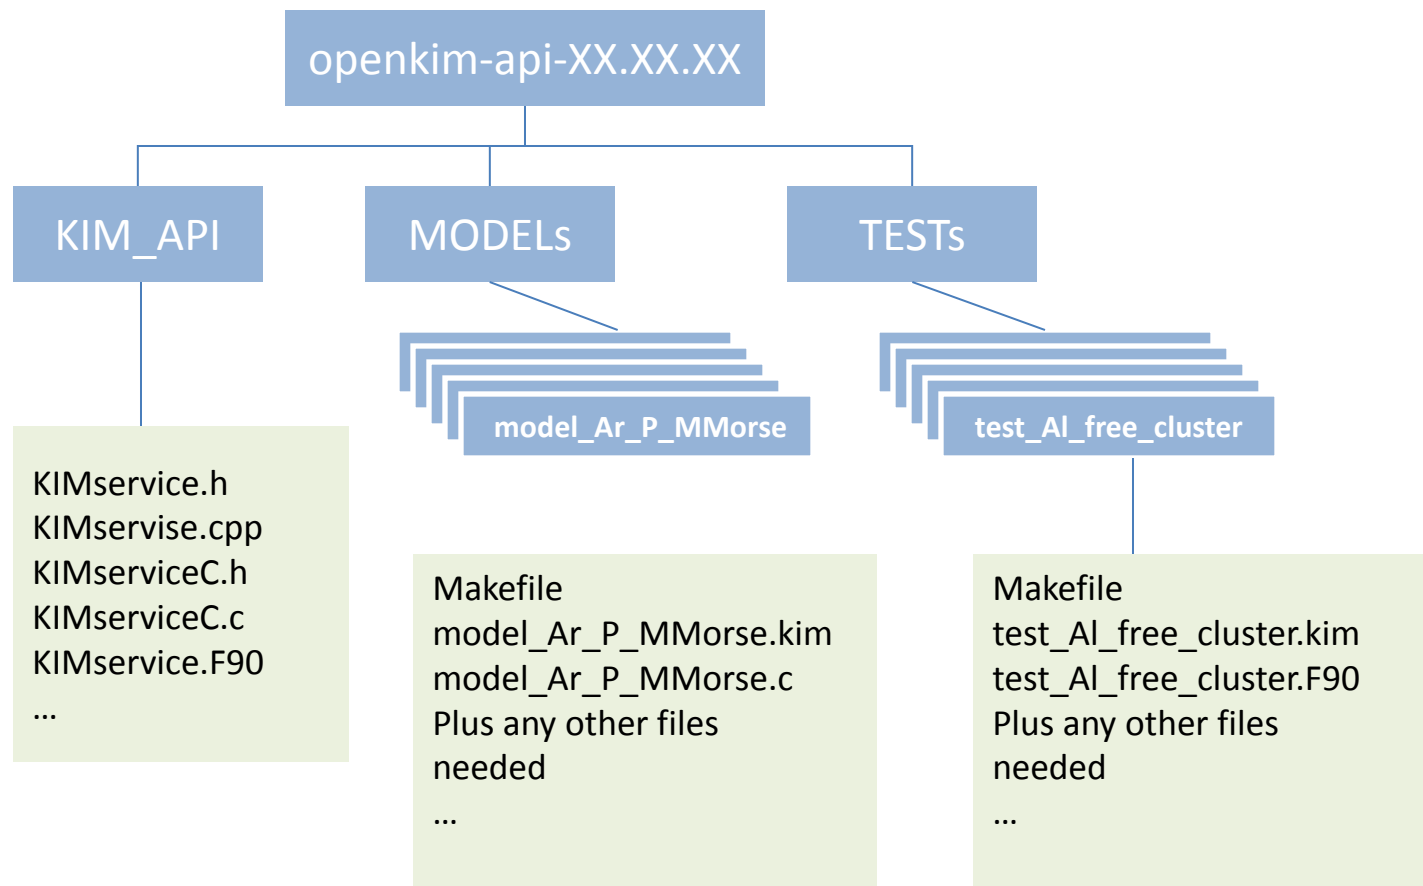 openkim-api-XX.XX.XX
KIM_API
MODELs
TESTs
model_Ar_P_MMorse
test_Al_free_cluster
KIMservice.h
KIMservise.cpp
KIMserviceC.h
KIMserviceC.c
KIMservice.F90
…
Makefile
model_Ar_P_MMorse.kim
model_Ar_P_MMorse.c
Plus any other files
needed
…
Makefile
test_Al_free_cluster.kim
test_Al_free_cluster.F90
Plus any other files
needed
…